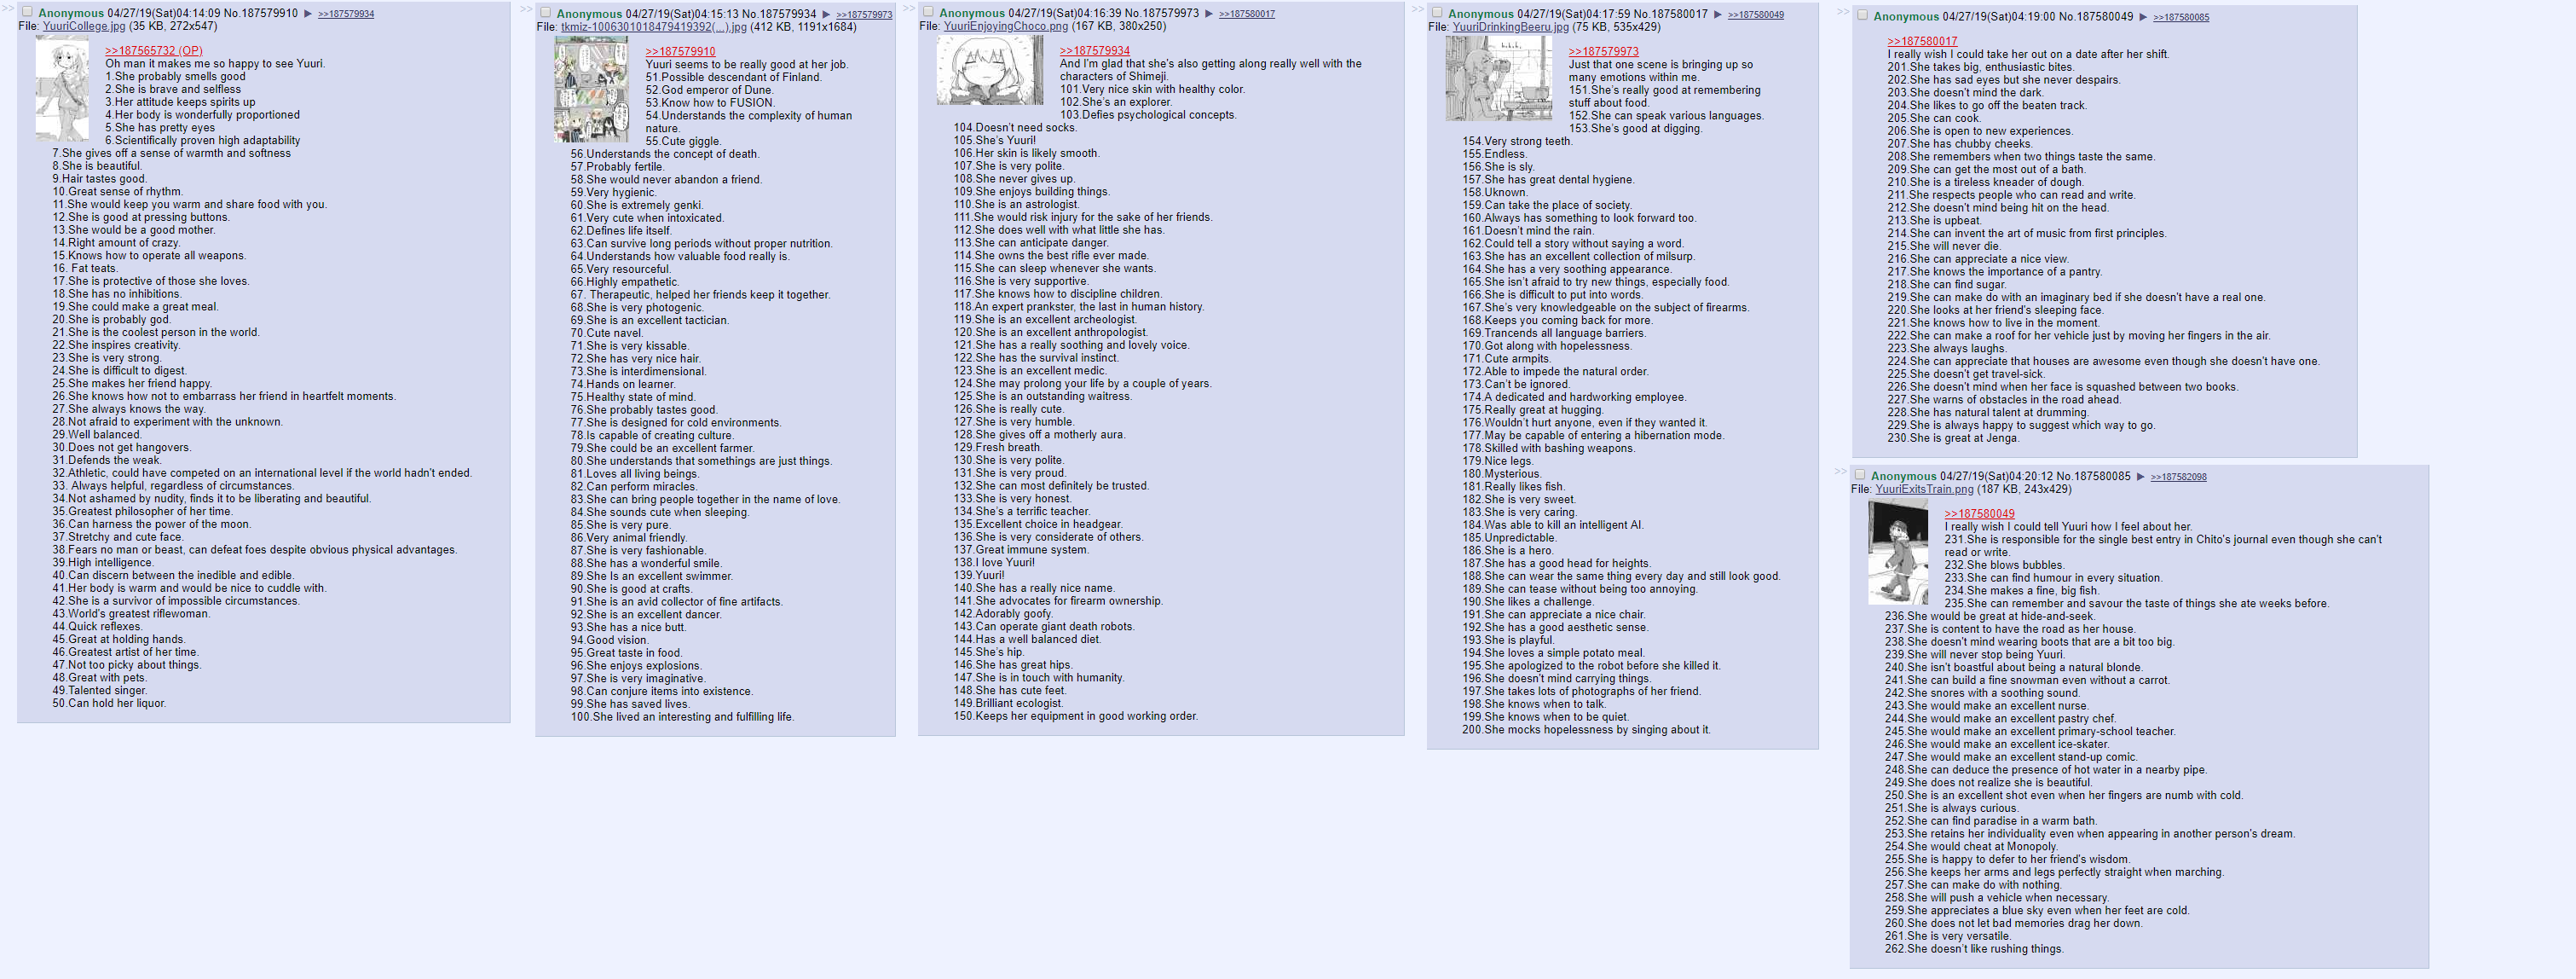 >> Anonymous 04/27/19(Sat)04:14:09 No.187579910 ▶ >>187579934
File: YuuriCollege.jpg (35 KB, 272x547)
>>187565732 (OP)
Oh man it makes me so happy to see Yuuri.
1.She probably smells good
2.She is brave and selfless
3.Her attitude keeps spirits up
4.Her body is wonderfully proportioned
5.She has pretty eyes
6.Scientifically proven high adaptability
7.She gives off a sense of warmth and softness
8.She is beautiful.
9.Hair tastes good.
10.Great sense of rhythm.
11.She would keep you warm and share food with you.
12.She is good at pressing buttons.
13.She would be a good mother.
14.Right amount of crazy.
15.Knows how to operate all weapons.
16. Fat teats.
17.She is protective of those she loves.
18.She has no inhibitions.
19.She could make a great meal.
20.She is probably god.
21.She is the coolest person in the world.
22.She inspires creativity.
23.She is very strong.
24.She is difficult to digest.
25.She makes her friend happy.
26.She knows how not to embarrass her friend in heartfelt moments.
27.She always knows the way.
28.Not afraid to experiment with the unknown.
29.Well balanced.
30.Does not get hangovers.
31.Defends the weak.
32.Athletic, could have competed on an international level if the world hadn't ended.
33. Always helpful, regardless of circumstances.
34.Not ashamed by nudity, finds it to be liberating and beautiful.
35.Greatest philosopher of her time.
36.Can harness the power of the moon.
37.Stretchy and cute face.
38.Fears no man or beast, can defeat foes despite obvious physical advantages.
39.High intelligence.
40.Can discern between the inedible and edible.
41.Her body is warm and would be nice to cuddle with.
42.She is a survivor of impossible circumstances.
43.World's greatest riflewoman.
44.Quick reflexes.
45.Great at holding hands.
46.Greatest artist of her time.
47.Not too picky about things.
48.Great with pets.
49.Talented singer.
50.Can hold her liquor.
>> Anonymous 04/27/19(Sat)04:15:13 No.187579934 ▶ >>187579973
File: tkmiz-1006301018479419392(...).jpg (412 KB, 1191x1684)
>>187579910
Yuuri seems to be really good at her job.
51.Possible descendant of Finland.
52.God emperor of Dune.
53.Know how to FUSION.
54.Understands the complexity of human
nature.
55.Cute giggle.
56.Understands the concept of death.
57.Probably fertile.
58.She would never abandon a friend.
59.Very hygienic.
60.She is extremely genki.
61.Very cute when intoxicated.
62.Defines life itself.
63.Can survive long periods without proper nutrition.
64.Understands how valuable food really is.
65.Very resourceful.
66.Highly empathetic.
67. Therapeutic, helped her friends keep it together.
68.She is very photogenic.
69.She is an excellent tactician.
70.Cute navel.
71.She is very kissable.
72.She has very nice hair.
73.She is interdimensional.
74.Hands on learner.
75.Healthy state of mind.
76.She probably tastes good.
77.She is designed for cold environments.
78.Is capable of creating culture.
79.She could be an excellent farmer.
80.She understands that somethings are just things.
81.Loves all living beings.
82.Can perform miracles.
83.She can bring people together in the name of love.
84.She sounds cute when sleeping.
85.She is very pure.
86.Very animal friendly.
87.She is very fashionable.
88.She has a wonderful smile.
89.She Is an excellent swimmer.
90.She is good at crafts.
91.She is an avid collector of fine artifacts.
92.She is an excellent dancer.
93.She has a nice butt.
94.Good vision.
95.Great taste in food.
96.She enjoys explosions.
97.She is very imaginative.
98.Can conjure items into existence.
99.She has saved lives.
100.She lived an interesting and fulfilling life.
>> Anonymous 04/27/19(Sat)04:16:39 No.187579973 ▶ >>187580017
File: YuuriEnjoyingChoco.png (167 KB, 380x250)
>>187579934
And I'm glad that she's also getting along really well with the
characters of Shimeji.
101.Very nice skin with healthy color.
102.She's an explorer.
103.Defies psychological concepts.
104.Doesn't need socks.
105.She's Yuuri!
106.Her skin is likely smooth.
107.She is very polite.
108.She never gives up.
109.She enjoys building things.
110.She is an astrologist.
111.She would risk injury for the sake of her friends.
112.She does well with what little she has.
113.She can anticipate danger.
114.She owns the best rifle ever made.
115.She can sleep whenever she wants.
116.She is very supportive.
117.She knows how to discipline children.
118.An expert prankster, the last in human history.
119.She is an excellent archeologist.
120.She is an excellent anthropologist.
121.She has a really soothing and lovely voice.
122.She has the survival instinct.
123.She is an excellent medic.
124.She may prolong your life by a couple of years.
125.She is an outstanding waitress.
126.She is really cute.
127.She is very humble.
128.She gives off a motherly aura.
129.Fresh breath.
130.She is very polite.
131.She is very proud.
132.She can most definitely be trusted.
133.She is very honest.
134.She's a terrific teacher.
135.Excellent choice in headgear.
136.She is very considerate of others.
137.Great immune system.
138.I love Yuuri!
139.Yuuri!
140.She has a really nice name.
141.She advocates for firearm ownership.
142.Adorably goofy.
143.Can operate giant death robots.
144.Has a well balanced diet.
145.She's hip.
146.She has great hips.
147.She is in touch with humanity.
148.She has cute feet.
149.Brilliant ecologist.
150.Keeps her equipment in good working order.
>> Anonymous 04/27/19(Sat)04:17:59 No.187580017 ▶ >>187580049
File: YuuriDrinkingBeeru.jpg (75 KB, 535x429)
>>187579973
Just that one scene is bringing up so
many emotions within me.
151.She's really good at remembering
stuff about food.
152.She can speak various languages.
153.She's good at digging.
154.Very strong teeth.
155.Endless.
156.She is sly.
157.She has great dental hygiene.
158.Uknown.
159.Can take the place of society.
160.Always has something to look forward too.
161.Doesn't mind the rain.
162.Could tell a story without saying a word.
163.She has an excellent collection of milsurp.
164.She has a very soothing appearance.
165.She isn't afraid to try new things, especially food.
166.She is difficult to put into words.
167.She's very knowledgeable on the subject of firearms.
168.Keeps you coming back for more.
169.Trancends all language barriers.
170.Got along with hopelessness.
171.Cute armpits.
172.Able to impede the natural order.
173.Can't be ignored.
174.A dedicated and hardworking employee.
175.Really great at hugging.
176.Wouldn't hurt anyone, even if they wanted it.
177.May be capable of entering a hibernation mode.
178.Skilled with bashing weapons.
179.Nice legs.
180.Mysterious.
181.Really likes fish.
182.She is very sweet.
183.She is very caring.
184.Was able to kill an intelligent AI.
185.Unpredictable.
186.She is a hero.
187.She has a good head for heights.
188.She can wear the same thing every day and still look good.
189.She can tease without being too annoying.
190.She likes a challenge.
191.She can appreciate a nice chair.
192.She has a good aesthetic sense.
193.She is playful.
194.She loves a simple potato meal.
195.She apologized to the robot before she killed it.
196.She doesn't mind carrying things.
197.She takes lots of photographs of her friend.
198.She knows when to talk.
199.She knows when to be quiet.
200.She mocks hopelessness by singing about it.
>> Anonymous 04/27/19(Sat)04:19:00 No.187580049 ▶ >>187580085
>>187580017
I really wish I could take her out on a date after her shift.
201.She takes big, enthusiastic bites.
202.She has sad eyes but she never despairs.
203.She doesn't mind the dark.
204.She likes to go off the beaten track.
205.She can cook.
206.She is open to new experiences.
207.She has chubby cheeks.
208.She remembers when two things taste the same.
209.She can get the most out of a bath.
210.She is a tireless kneader of dough.
211.She respects people who can read and write.
212.She doesn't mind being hit on the head.
213.She is upbeat.
214.She can invent the art of music from first principles.
215.She will never die.
216.She can appreciate a nice view.
217.She knows the importance of a pantry.
218.She can find sugar.
219.She can make do with an imaginary bed if she doesn't have a real one.
220.She looks at her friend's sleeping face.
221.She knows how to live in the moment.
222.She can make a roof for her vehicle just by moving her fingers in the air.
223.She always laughs.
224.She can appreciate that houses are awesome even though she doesn't have one.
225.She doesn't get travel-sick.
226.She doesn't mind when her face is squashed between two books.
227.She warns of obstacles in the road ahead.
228.She has natural talent at drumming.
229.She is always happy to suggest which way to go.
230.She is great at Jenga.
>> Anonymous 04/27/19(Sat)04:20:12 No.187580085 ▶ >>187582098
File: YuuriExitsTrain.png (187 KB, 243x429)
>>187580049
I really wish I could tell Yuuri how I feel about her.
231.She is responsible for the single best entry in Chito's journal even though she can't
read or write.
232.She blows bubbles.
233.She can find humour in every situation.
234.She makes a fine, big fish.
235.She can remember and savour the taste of things she ate weeks before.
236.She would be great at hide-and-seek.
237.She is content to have the road as her house.
238.She doesn't mind wearing boots that are a bit too big.
239.She will never stop being Yuuri.
240.She isn't boastful about being a natural blonde.
241.She can build a fine snowman even without a carrot.
242.She snores with a soothing sound.
243.She would make an excellent nurse.
244.She would make an excellent pastry chef.
245.She would make an excellent primary-school teacher.
246.She would make an excellent ice-skater.
247.She would make an excellent stand-up comic.
248.She can deduce the presence of hot water in a nearby pipe.
249.She does not realize she is beautiful.
250.She is an excellent shot even when her fingers are numb with cold.
251.She is always curious.
252.She can find paradise in a warm bath.
253.She retains her individuality even when appearing in another person's dream.
254.She would cheat at Monopoly.
255.She is happy to defer to her friend's wisdom.
256.She keeps her arms and legs perfectly straight when marching.
257.She can make do with nothing.
258.She will push a vehicle when necessary.
259.She appreciates a blue sky even when her feet are cold.
260.She does not let bad memories drag her down.
261.She is very versatile.
262.She doesn't like rushing things.